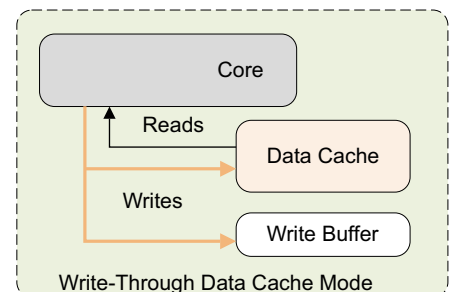 Core
Reads
Data Cache
Writes
Write Buffer
Write-Through Data Cache Mode